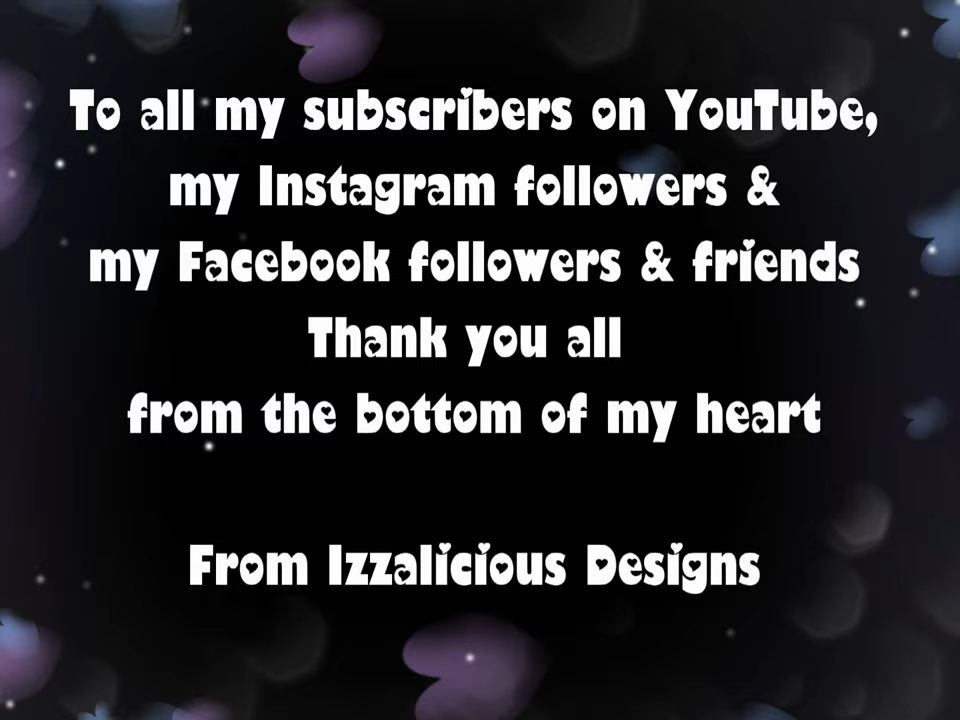 To all my subscribers on YouTube,
my Instagram followers &
my Facebook followers & friends
Thank you all
from the bottom of my heart
From Izzalicious Designs